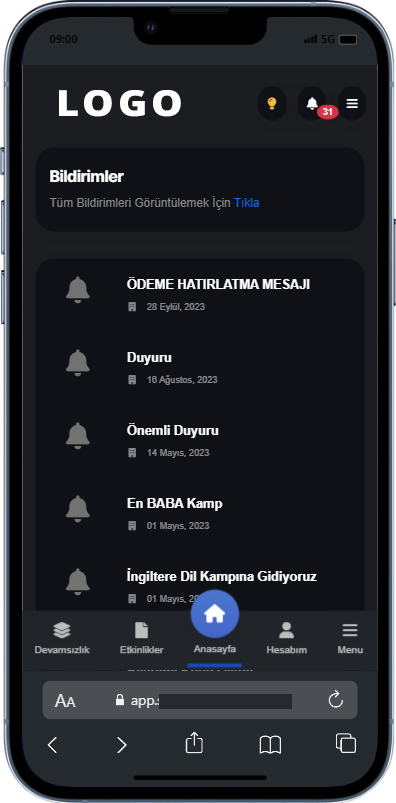 09:00 5G
LOGO
31
Bildirimler
Tüm Bildirimleri Görüntülemek İçin Tıkla
ÖDEME HATIRLATMA MESAJI
28 Eylül, 2023
Duyuru
16 Ağustos, 2023
Önemli Duyuru
14 Mayıs, 2023
En BABA Kamp
01 Mayıs, 2023
İngiltere Dil Kampına Gidiyoruz
01 Mayıs, 20
Devamsızlık Etkinlikler Anasayfa Hesabım Menu
AA app.s